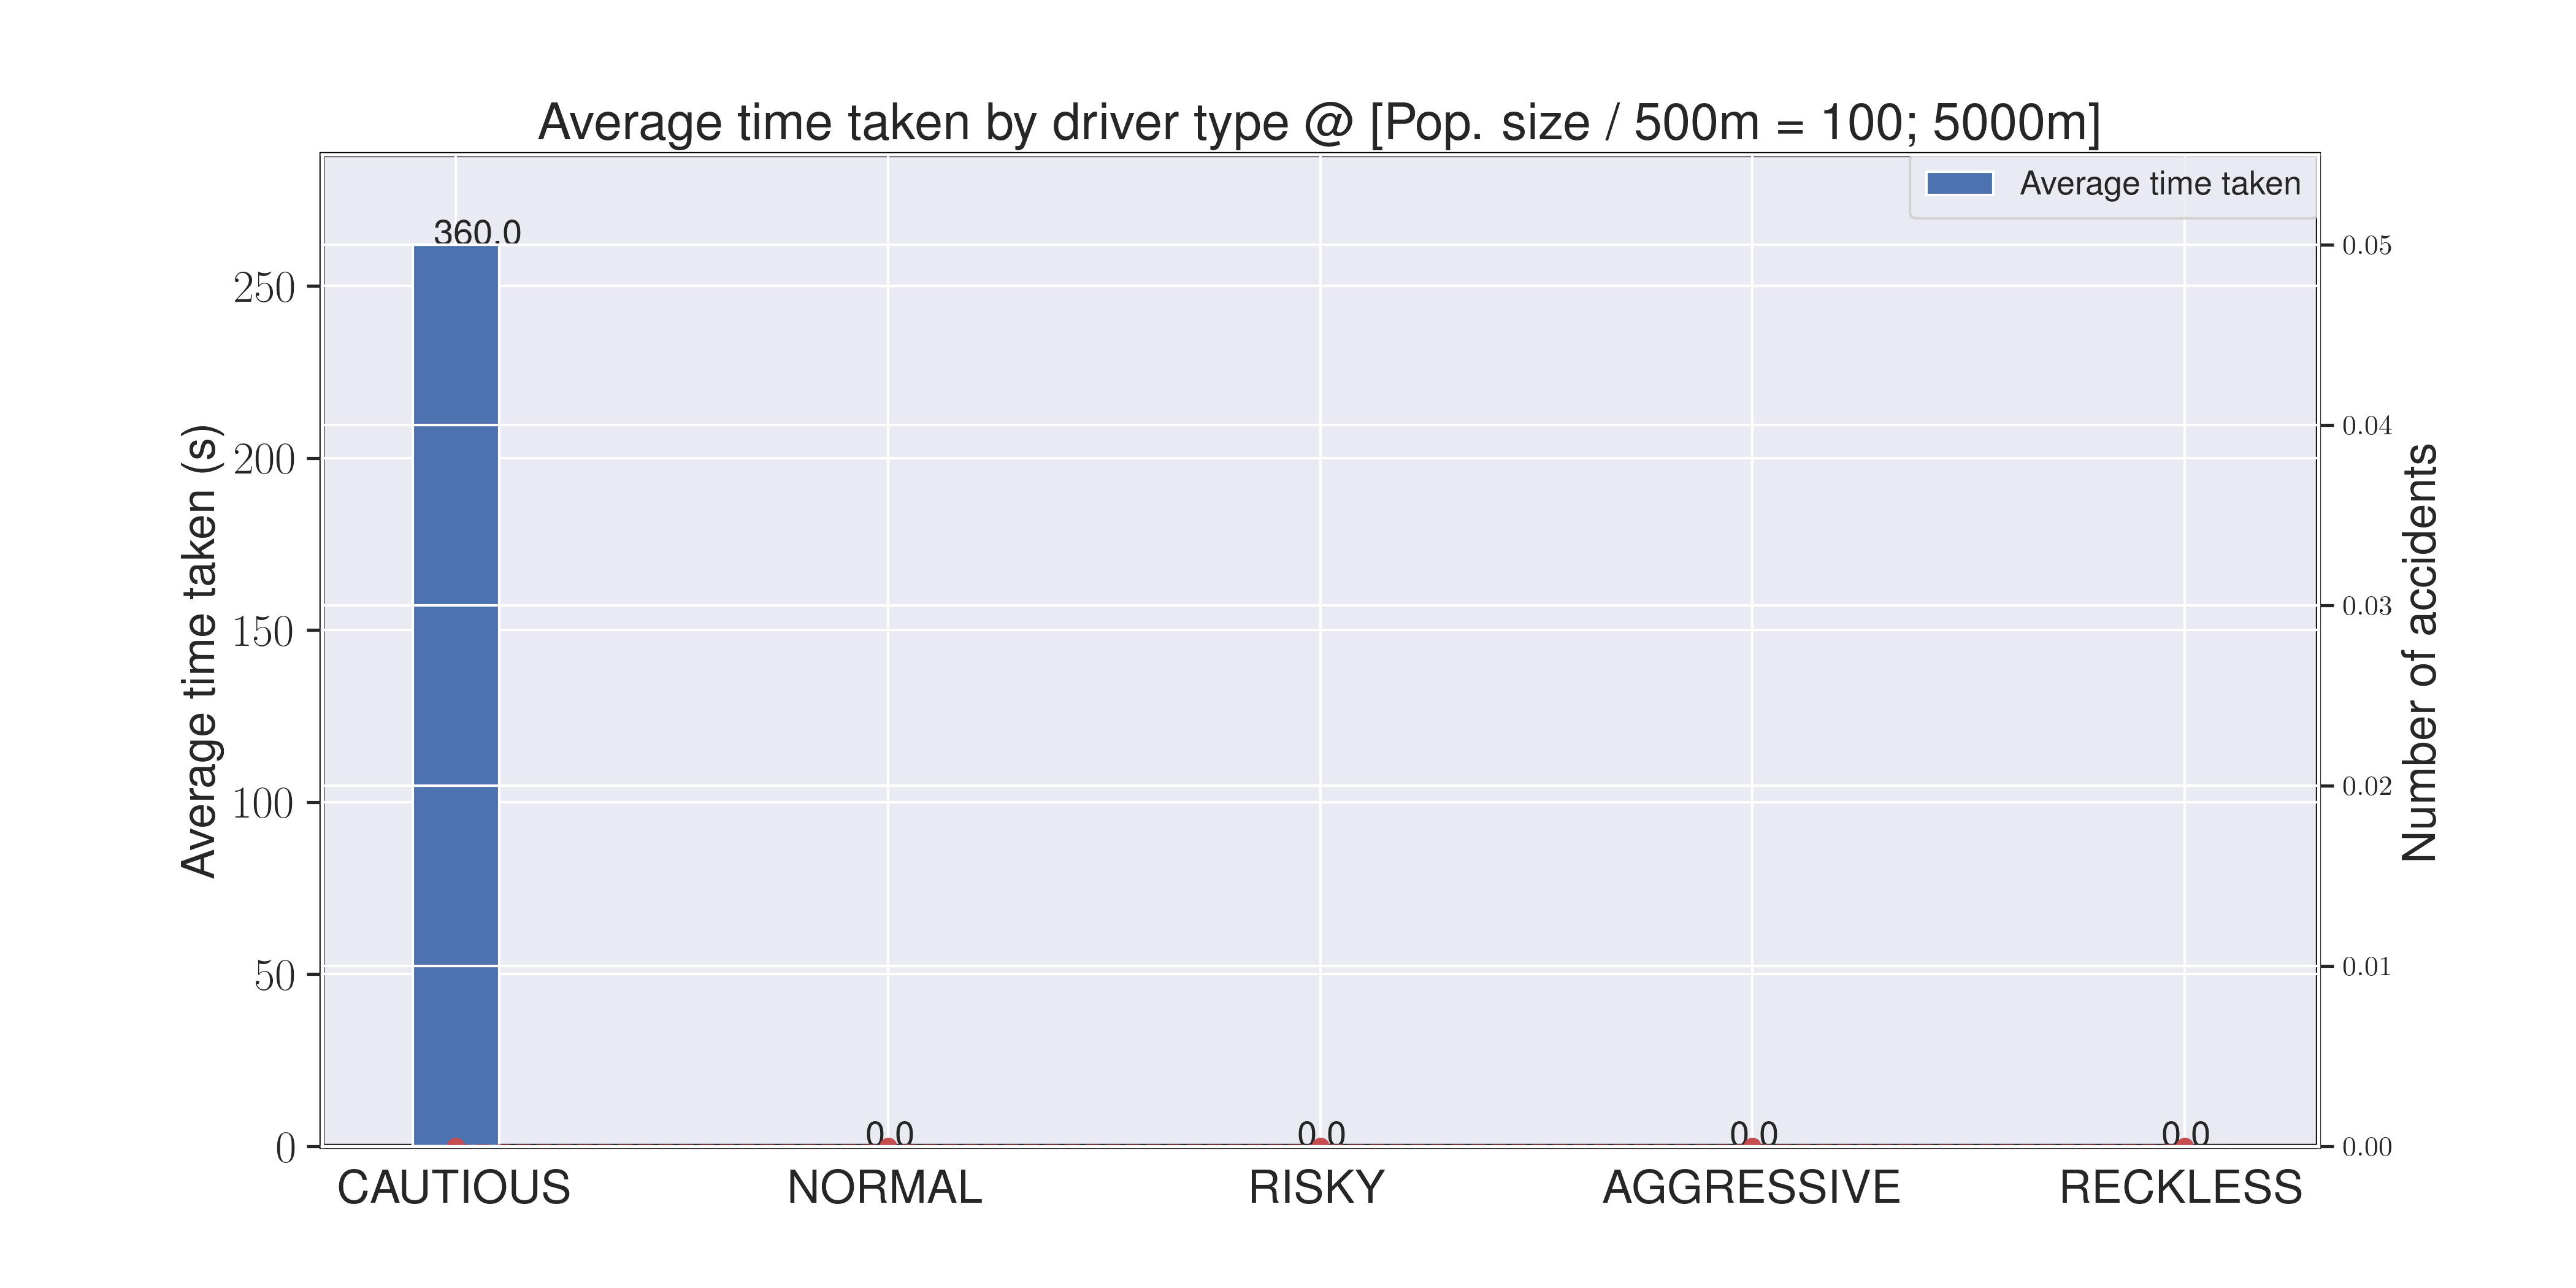 Average time taken by driver type @ [Pop. size / 500m = 100; 5000m]
Average time taken
360.0
0.05
250
0.04
200
0.03
150
0.02
100
0.01
50
0.0
0.0
0.0
0.0
0
0.00
Average time taken (s)
Number of accidents
CAUTIOUS
NORMAL
RISKY
AGGRESSIVE
RECKLESS